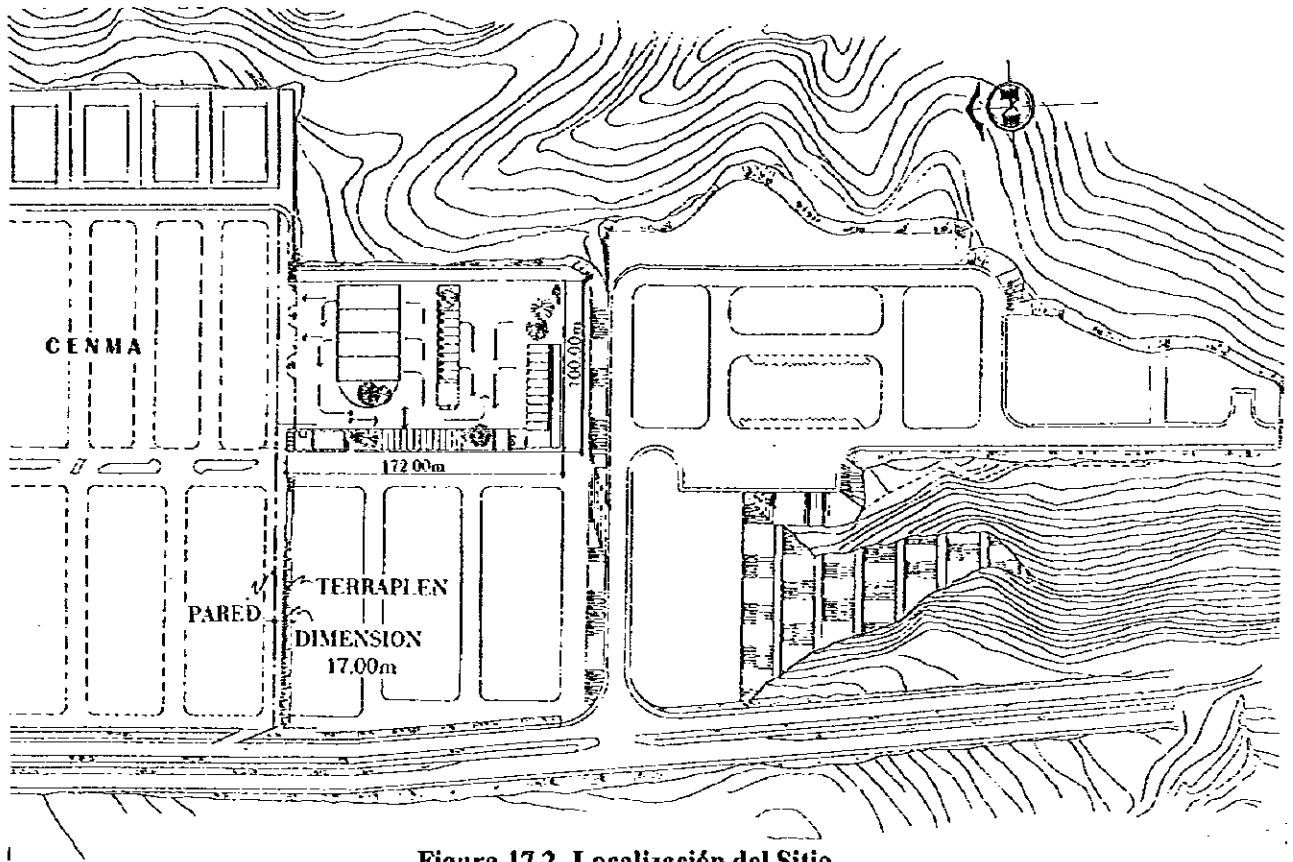 CENMA
100.00m
172.00m
TERRAPLEN
PARED
DIMENSION
17.00m
Figura 17.2 Localización del Sitio